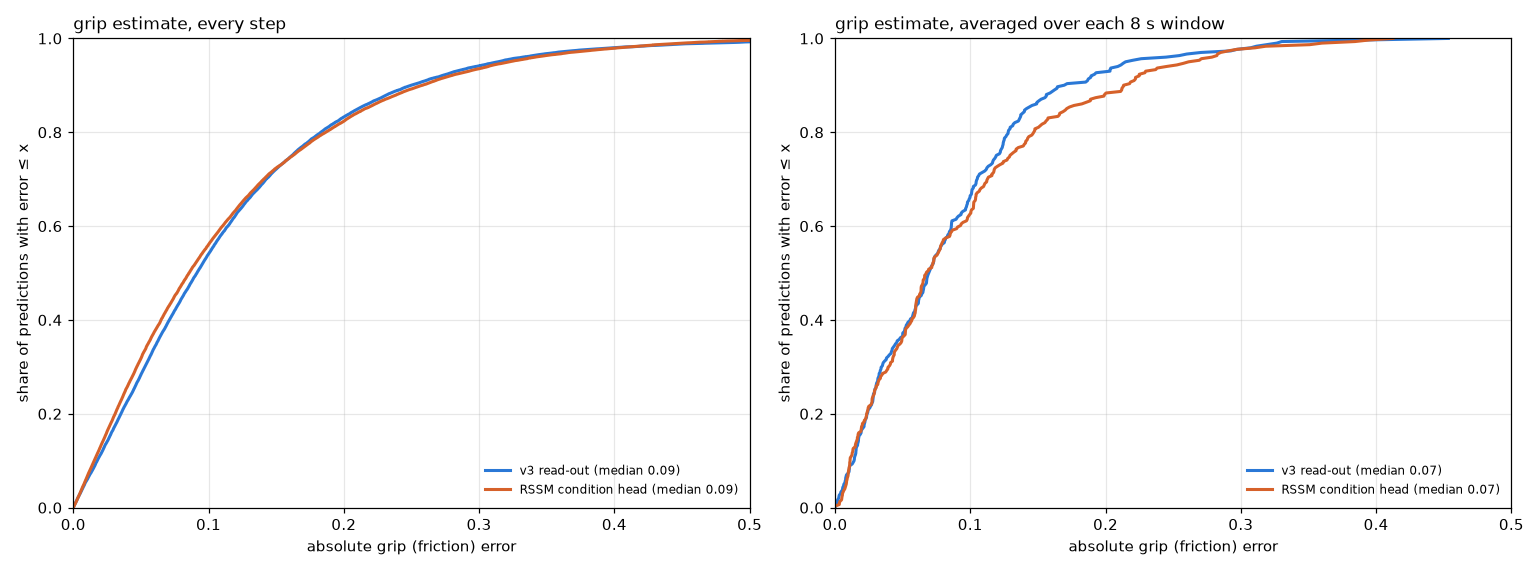 grip estimate, every step
1.0
0.8
0.6
0.4
0.2
0.0
share of predictions with error ≤ x
v3 read-out (median 0.09)
RSSM condition head (median 0.09)
0.0 0.1 0.2 0.3 0.4 0.5
absolute grip (friction) error
grip estimate, averaged over each 8 s window
1.0
0.8
0.6
0.4
0.2
0.0
share of predictions with error ≤ x
v3 read-out (median 0.07)
RSSM condition head (median 0.07)
0.0 0.1 0.2 0.3 0.4 0.5
absolute grip (friction) error